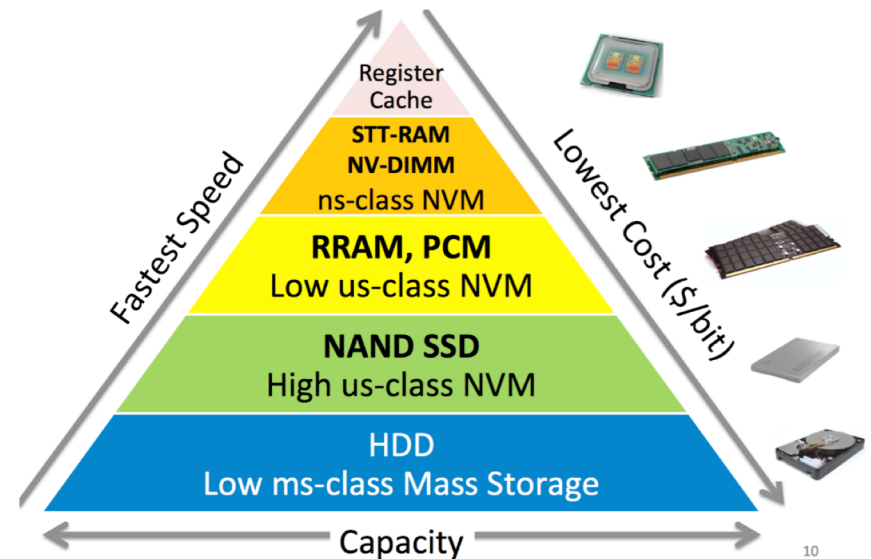 Register
Cache
STT-RAM
NV-DIMM
ns-class NVM
RRAM, PCM
Low us-class NVM
NAND SSD
High us-class NVM
HDD
Low ms-class Mass Storage
Fastest Speed
Lowest Cost ($/bit)
Capacity
10